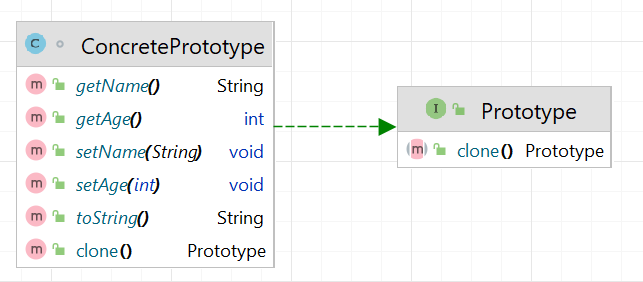 C ConcretePrototype
m getName() String
m getAge() int
m setName(String) void
m setAge(int) void
m toString() String
m clone() Prototype
I Prototype
m clone() Prototype